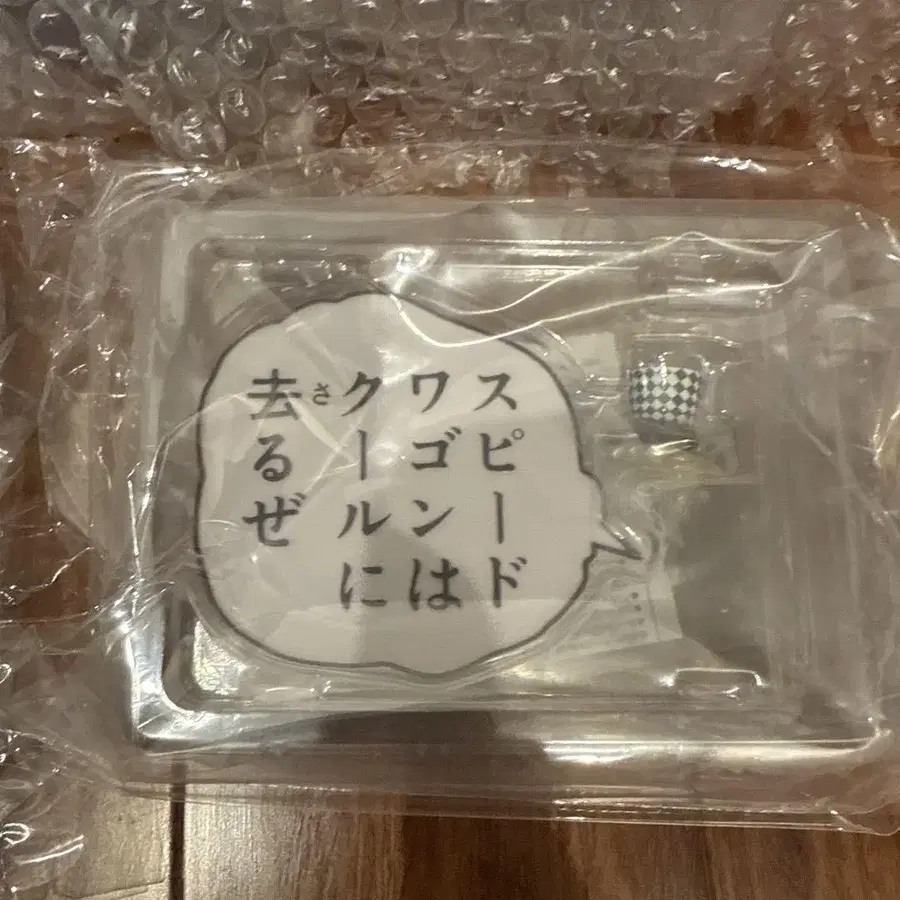 スピード
ワゴンは
クールに
去るぜ
さ